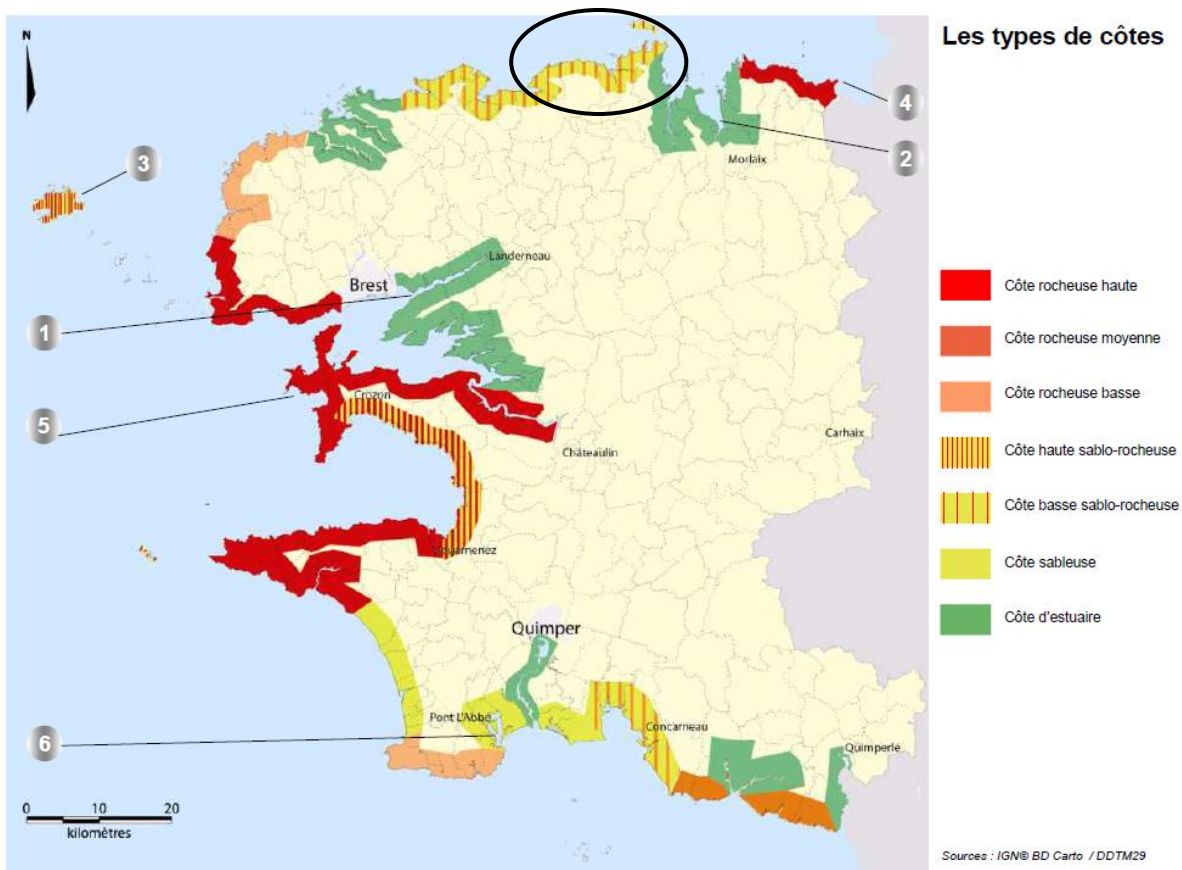 Les types de côtes
N
4
2
Morlaix
3
Landerneau
Brest
1
5
Crozon
Châteaulin
Carhaix
Douarnenez
Quimper
Pont L'Abbé
Concarneau
Quimperlé
6
0 10 20
kilomètres
Côte rocheuse haute
Côte rocheuse moyenne
Côte rocheuse basse
Côte haute sablo-rocheuse
Côte basse sablo-rocheuse
Côte sableuse
Côte d'estuaire
Sources : IGN® BD Carto / DDTM29